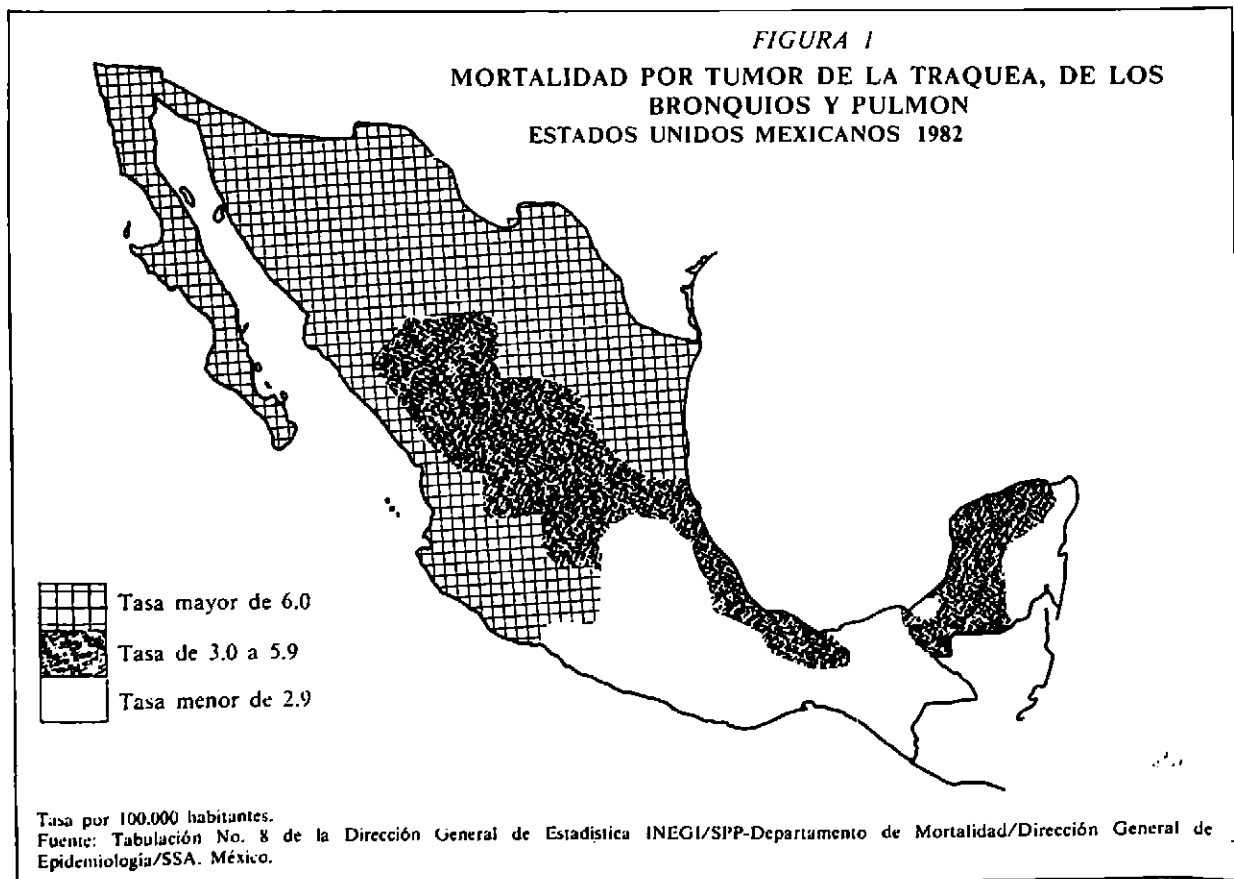 FIGURA 1
MORTALIDAD POR TUMOR DE LA TRAQUEA, DE LOS
BRONQUIOS Y PULMON
ESTADOS UNIDOS MEXICANOS 1982
Tasa mayor de 6.0
Tasa de 3.0 a 5.9
Tasa menor de 2.9
Tasa por 100.000 habitantes.
Fuente: Tabulación No. 8 de la Dirección General de Estadística INEGI/SPP-Departamento de Mortalidad/Dirección General de
Epidemiología/SSA. México.